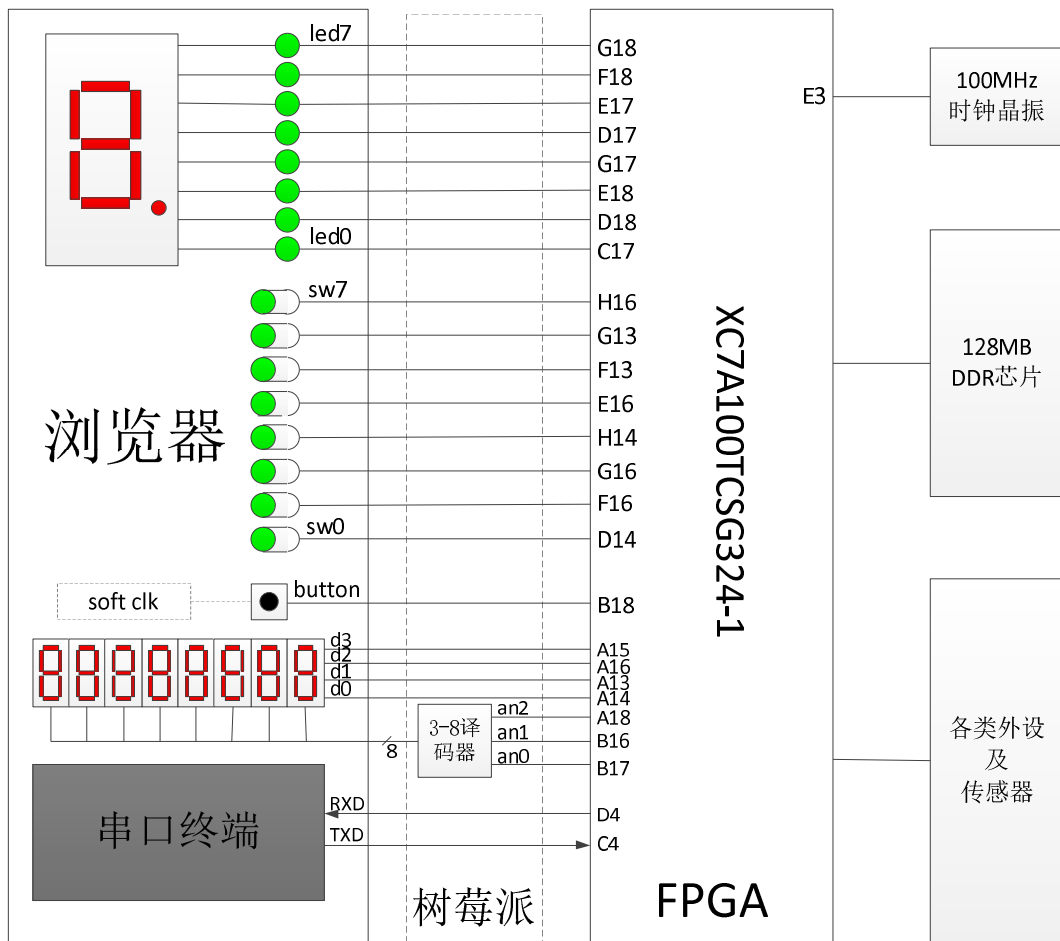 led7
G18
F18
E17
D17
G17
E18
D18
led0
C17
E3
100MHz
时钟晶振
sw7
H16
G13
F13
E16
H14
G16
F16
sw0
D14
浏览器
XC7A100TCSG324-1
128MB
DDR芯片
soft clk
button
B18
d3
d2
d1
d0
A15
A16
A13
A14
an2
A18
3-8译
码器
an1
B16
an0
B17
8
各类外设
及
传感器
串口终端
RXD
D4
TXD
C4
树莓派
FPGA